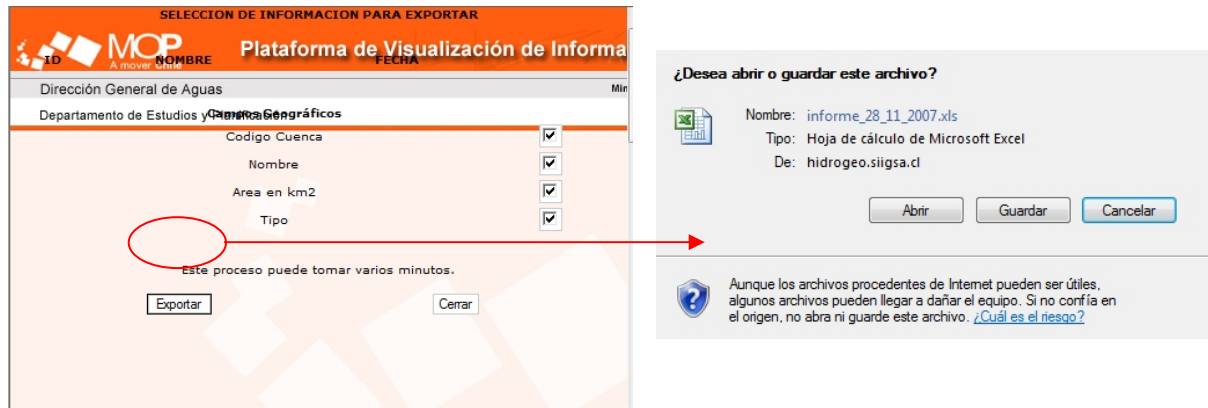 SELECCION DE INFORMACION PARA EXPORTAR
MOP
A mover Chile
Plataforma de Visualización de Informa
ID NOMBRE FECHA
Dirección General de Aguas
Min
Departamento de Estudios y Planificación
Campos Geográficos
Codigo Cuenca
Nombre
Area en km2
Tipo
Este proceso puede tomar varios minutos.
Exportar Cerrar
¿Desea abrir o guardar este archivo?
Nombre: informe_28_11_2007.xls
Tipo: Hoja de cálculo de Microsoft Excel
De: hidrogeo.siigsa.cl
Abrir Guardar Cancelar
Aunque los archivos procedentes de Internet pueden ser útiles,
algunos archivos pueden llegar a dañar el equipo. Si no confía en
el origen, no abra ni guarde este archivo. ¿Cuál es el riesgo?